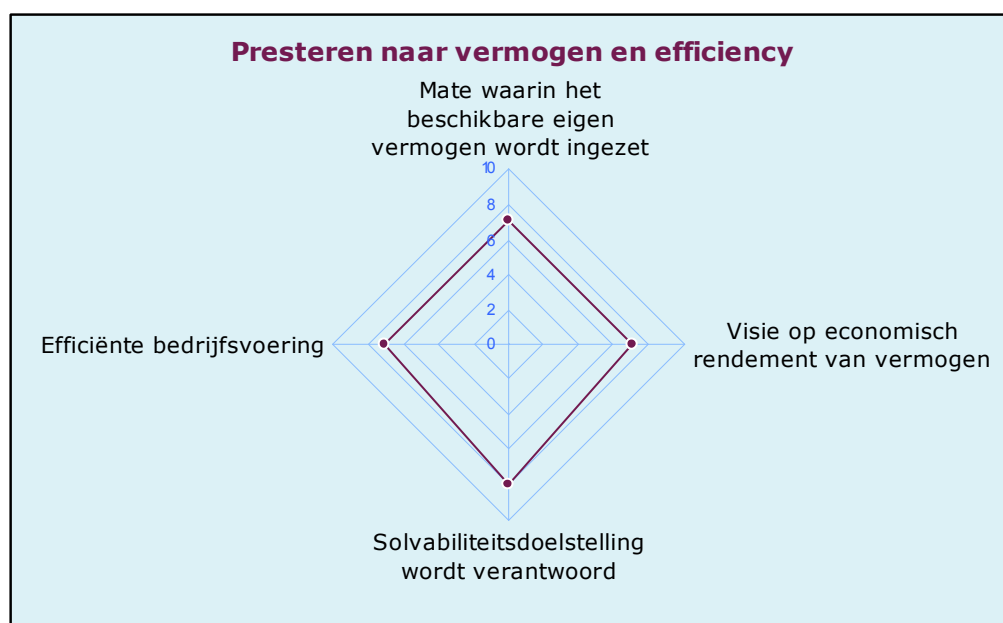 Presteren naar vermogen en efficiency
Mate waarin het
beschikbare eigen
vermogen wordt ingezet
10
8
6
4
2
0
Efficiënte bedrijfsvoering
Visie op economisch
rendement van vermogen
Solvabiliteitsdoelstelling
wordt verantwoord